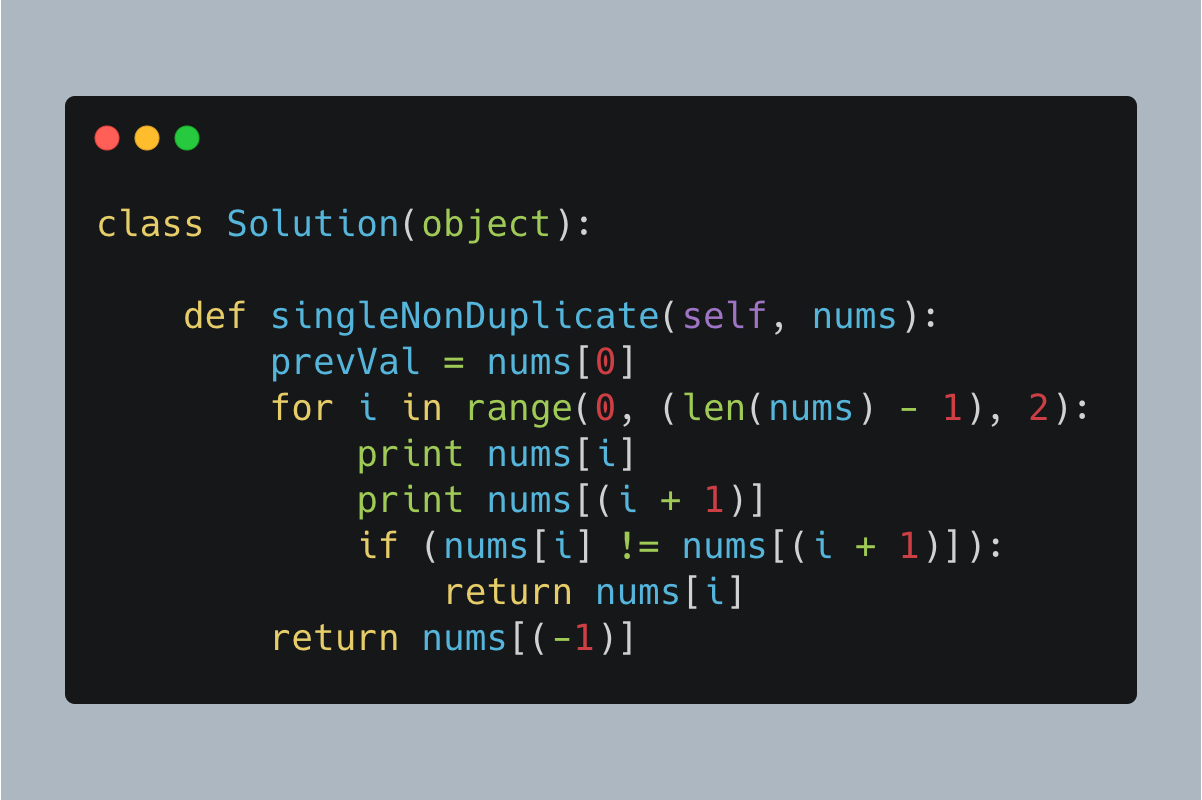 class Solution(object):

    def singleNonDuplicate(self, nums):
        prevVal = nums[0]
        for i in range(0, (len(nums) - 1), 2):
            print nums[i]
            print nums[(i + 1)]
            if (nums[i] != nums[(i + 1)]):
                return nums[i]
        return nums[(-1)]